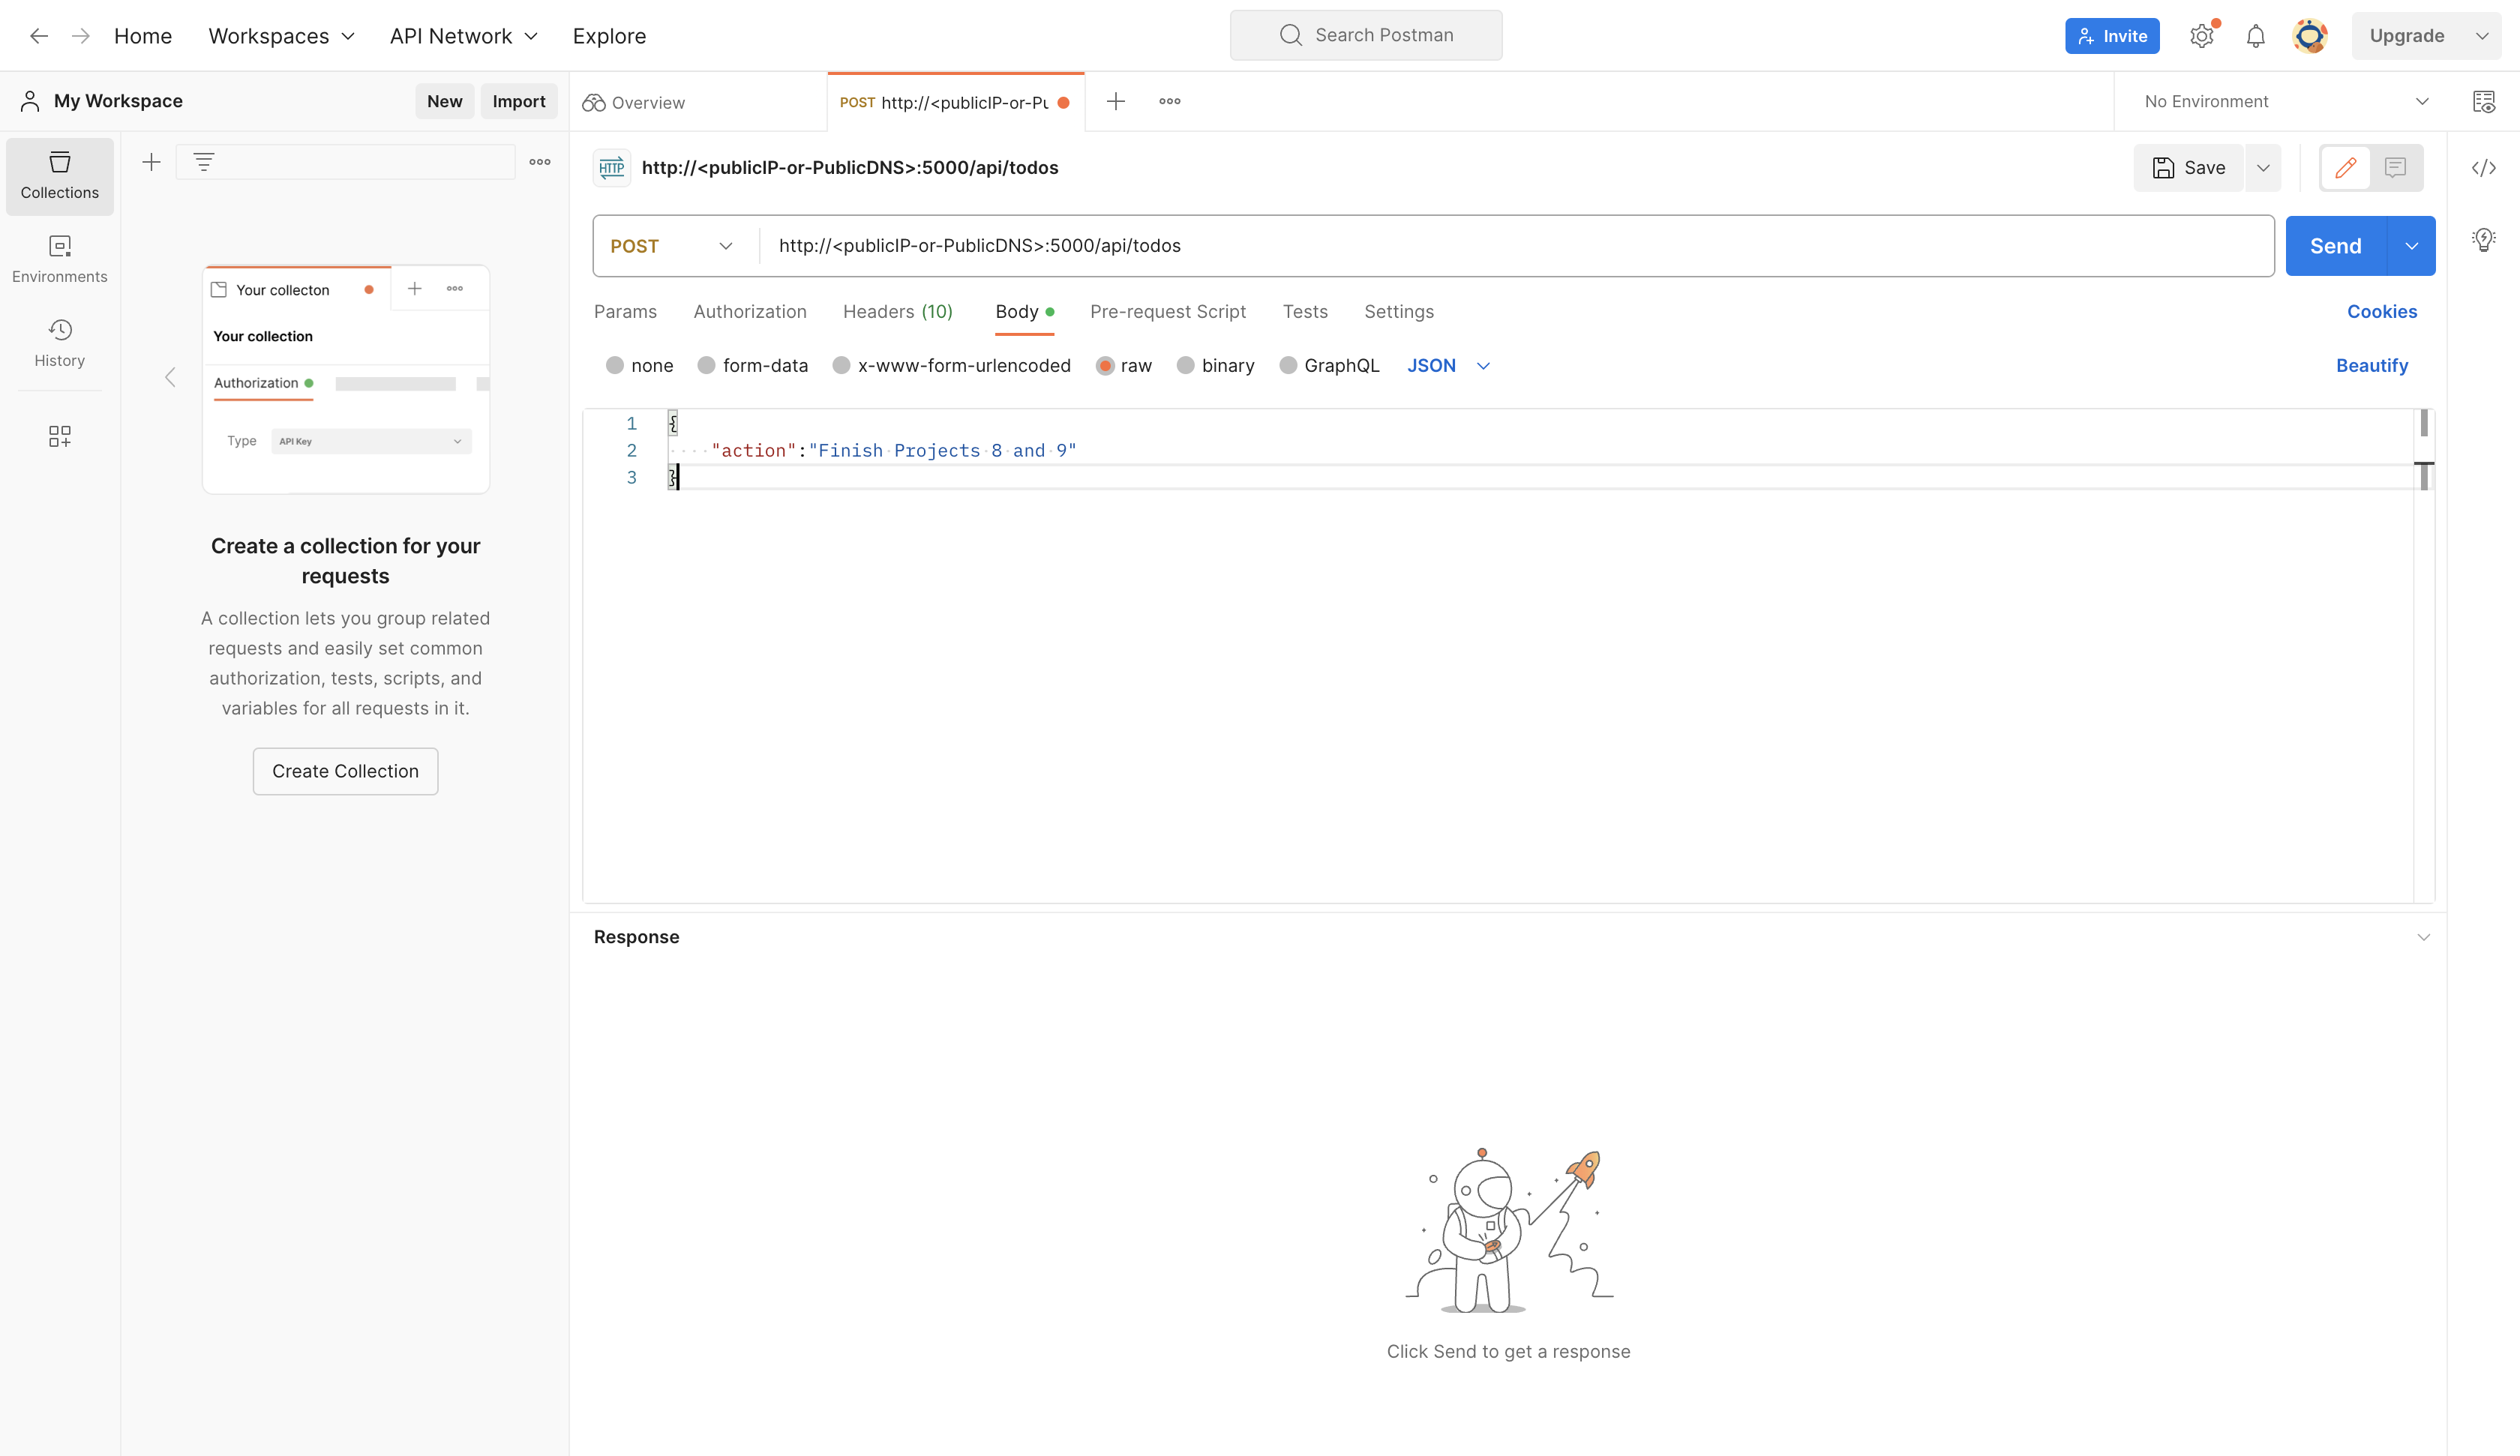 Home Workspaces API Network Explore Search Postman Invite Upgrade
My Workspace New Import Overview POST http://<publicIP-or-Pu No Environment
Collections
Environments
History
Your collecton
Your collection
Authorization
Type API Key
Create a collection for your
requests
A collection lets you group related
requests and easily set common
authorization, tests, scripts, and
variables for all requests in it.
Create Collection
HTTP http://<publicIP-or-PublicDNS>:5000/api/todos Save
POST http://<publicIP-or-PublicDNS>:5000/api/todos Send
Params Authorization Headers (10) Body Pre-request Script Tests Settings Cookies
none form-data x-www-form-urlencoded raw binary GraphQL JSON Beautify
1 {
2 "action":"Finish Projects 8 and 9"
3 }
Response
Click Send to get a response